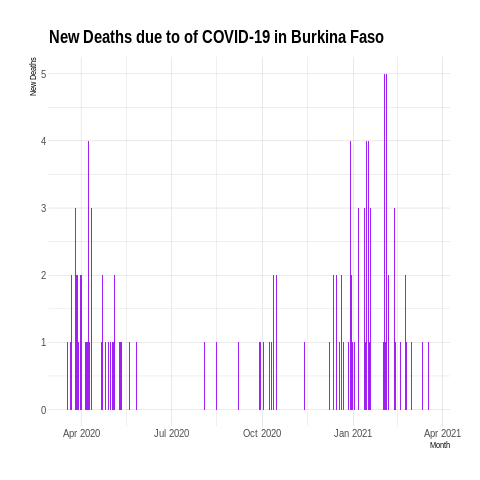 New Deaths due to of COVID-19 in Burkina Faso
New Deaths
5
4
3
2
1
0
Apr 2020 Jul 2020 Oct 2020 Jan 2021 Apr 2021
Month